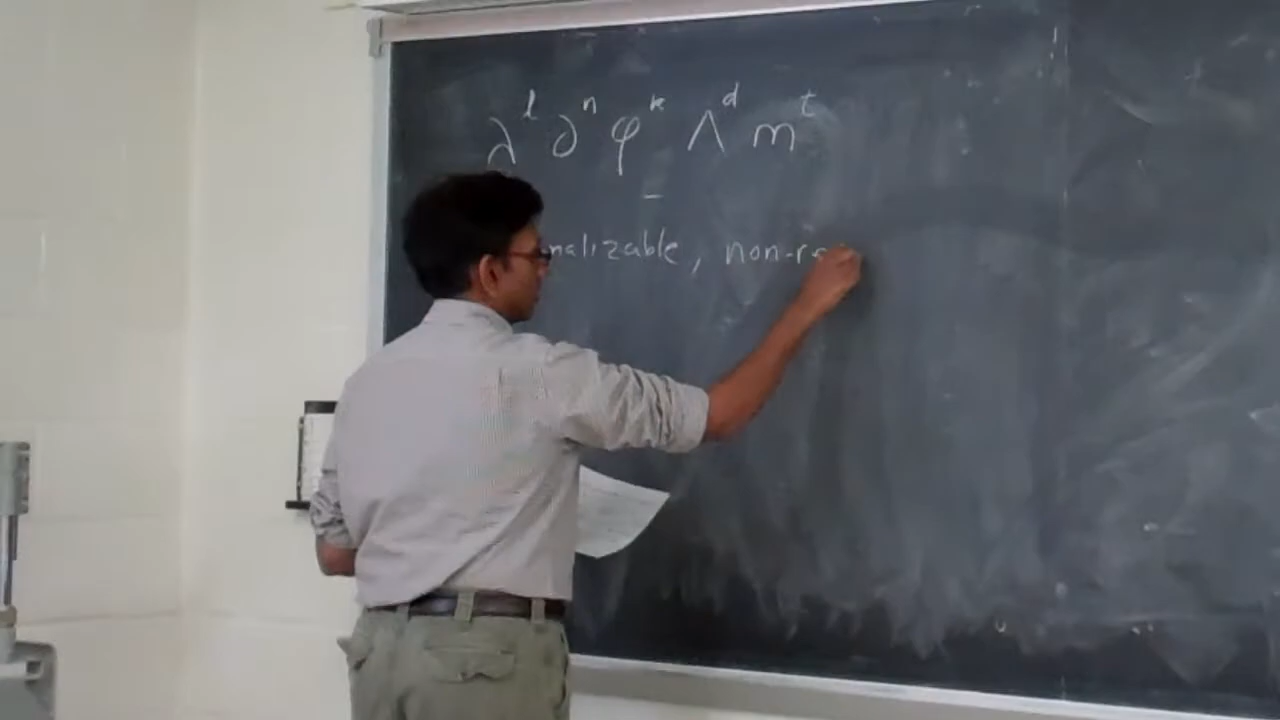 λ^l ∂^n φ^k Λ^d m^t
nalizable, non-re